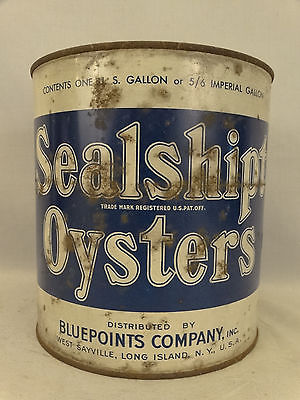 CONTENTS ONE U. S. GALLON or 5/6 IMPERIAL GALLON
Sealshipt
TRADE MARK REGISTERED U.S. PAT. OFF.
Oysters
DISTRIBUTED BY
BLUEPOINTS COMPANY, INC.
WEST SAYVILLE, LONG ISLAND, N. Y., U. S. A.